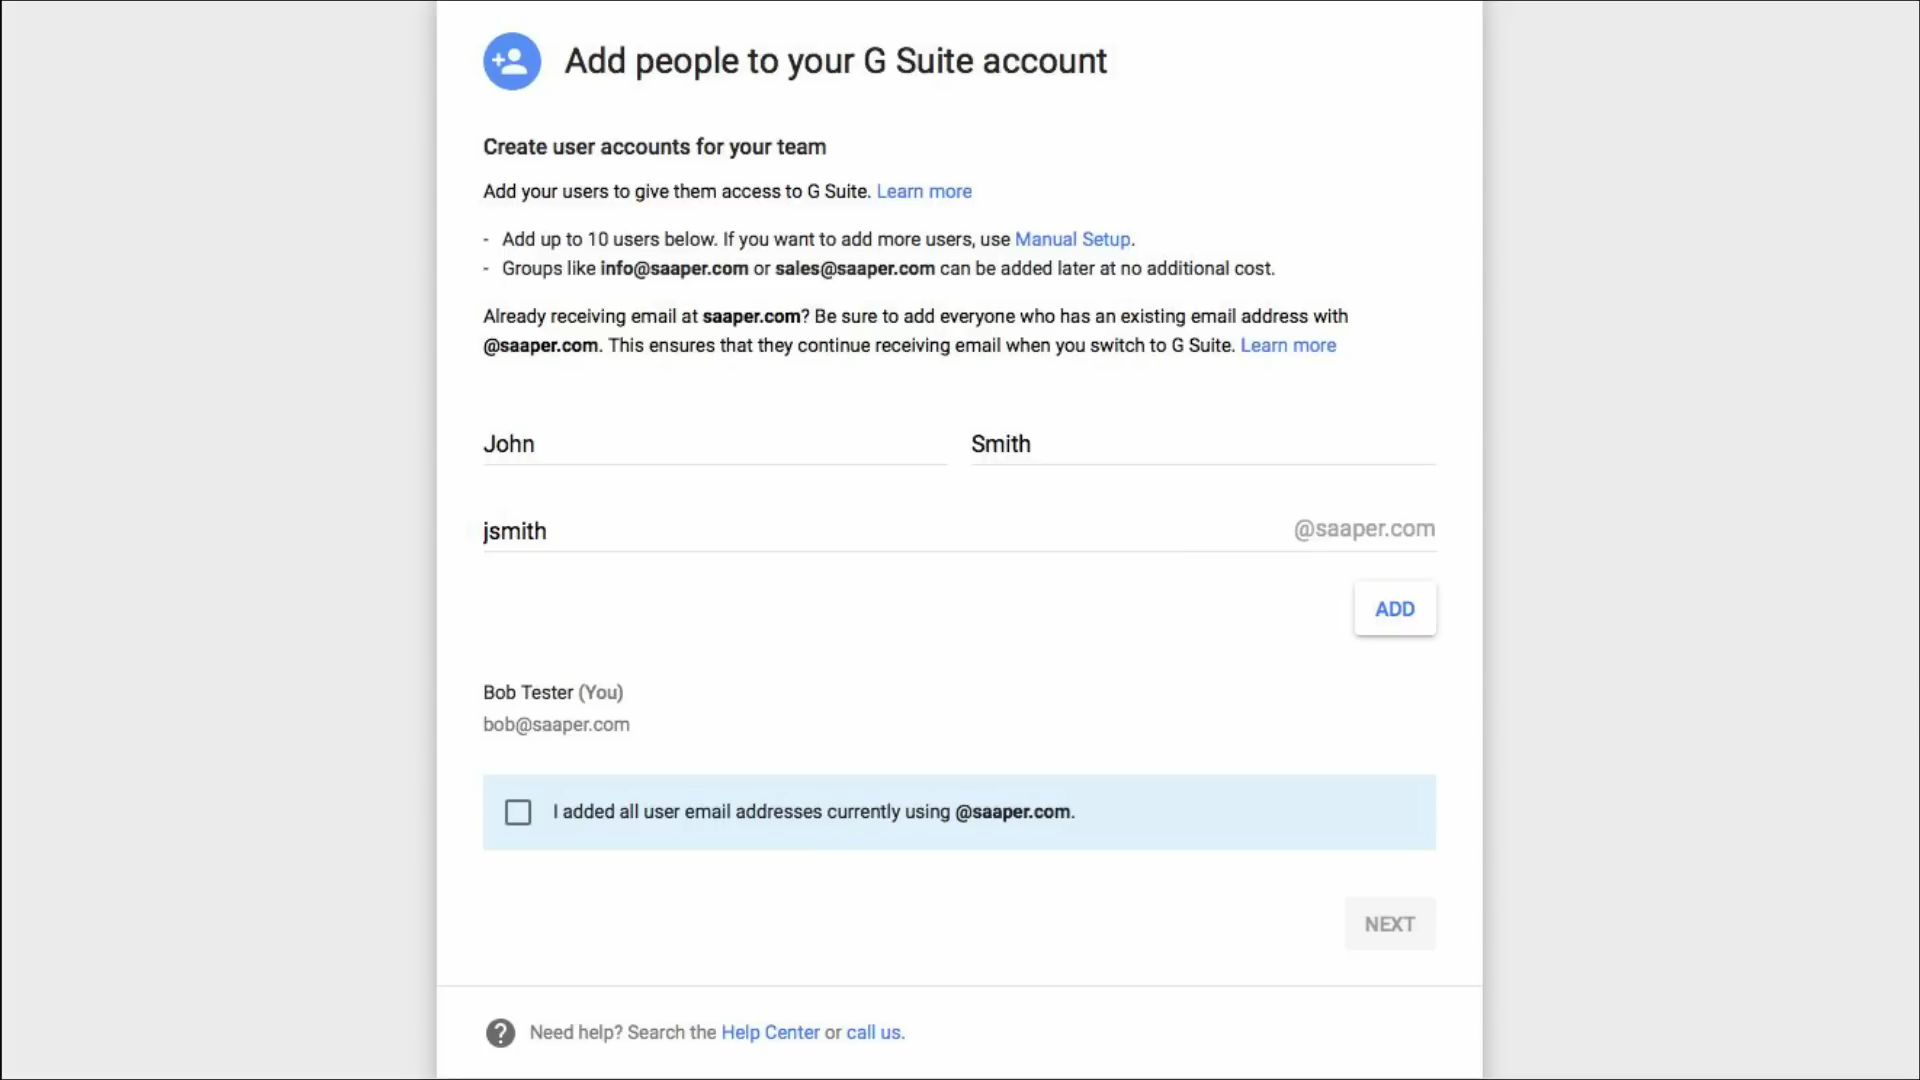 Add people to your G Suite account
Create user accounts for your team
Add your users to give them access to G Suite. Learn more
- Add up to 10 users below. If you want to add more users, use Manual Setup.
- Groups like info@saaper.com or sales@saaper.com can be added later at no additional cost.
Already receiving email at saaper.com? Be sure to add everyone who has an existing email address with
@saaper.com. This ensures that they continue receiving email when you switch to G Suite. Learn more
John Smith
jsmith @saaper.com
ADD
Bob Tester (You)
bob@saaper.com
I added all user email addresses currently using @saaper.com.
NEXT
Need help? Search the Help Center or call us.